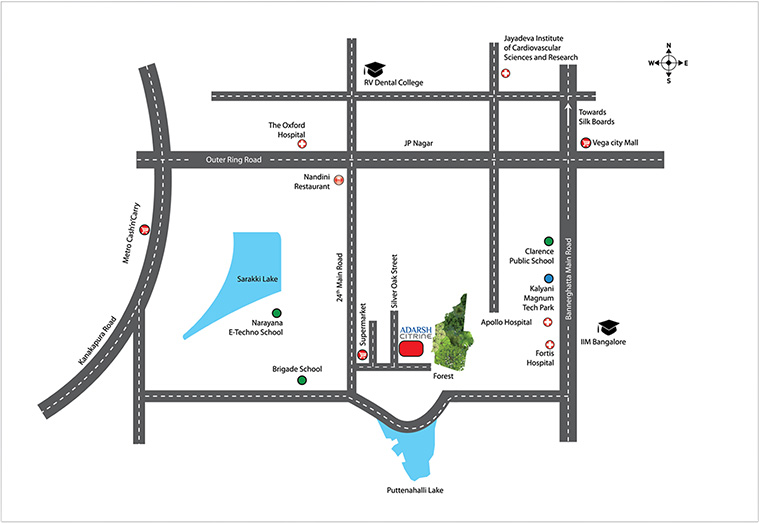 Jayadeva Institute
of Cardiovascular
Sciences and Research
N
W E
S
RV Dental College
Towards
Silk Boards
The Oxford
Hospital
JP Nagar
Vega city Mall
Outer Ring Road
Nandini
Restaurant
Metro Cash'n'Carry
Clarence
Public School
Bannerghatta Main Road
Sarakki Lake
24th Main Road
Silver Oak Street
Kalyani
Magnum
Tech Park
Narayana
E-Techno School
Supermarket
ADARSH
CITRINE
Apollo Hospital
Kanakapura Road
IIM Bangalore
Fortis
Hospital
Brigade School
Forest
Puttenahalli Lake